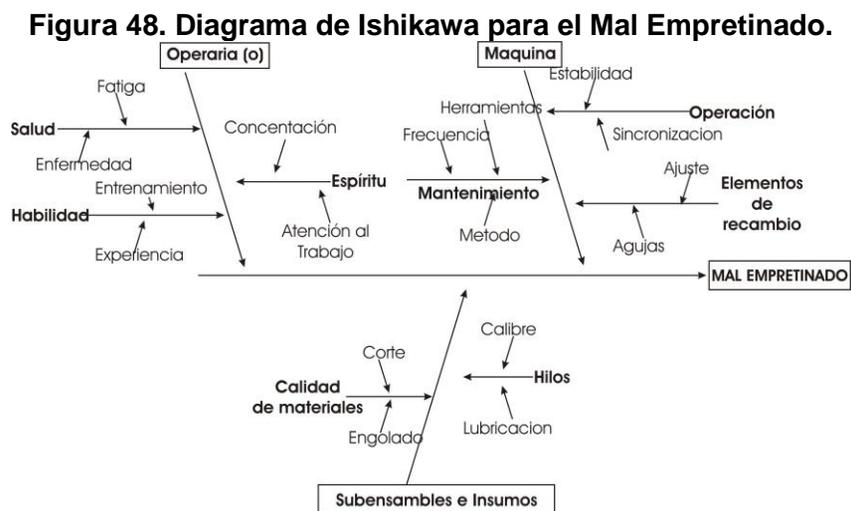 Figura 48. Diagrama de Ishikawa para el Mal Empretinado.
Operaria (o)
Maquina
Fatiga
Estabilidad
Salud
Concentación
Herramientas
Frecuencia
Operación
Sincronizacion
Enfermedad
Entrenamiento
Espíritu
Mantenimiento
Ajuste
Elementos
de
recambio
Habilidad
Experiencia
Atención al
Trabajo
Metodo
Agujas
MAL EMPRETINADO
Corte
Calibre
Calidad
de materiales
Hilos
Engolado
Lubricacion
Subensambles e Insumos